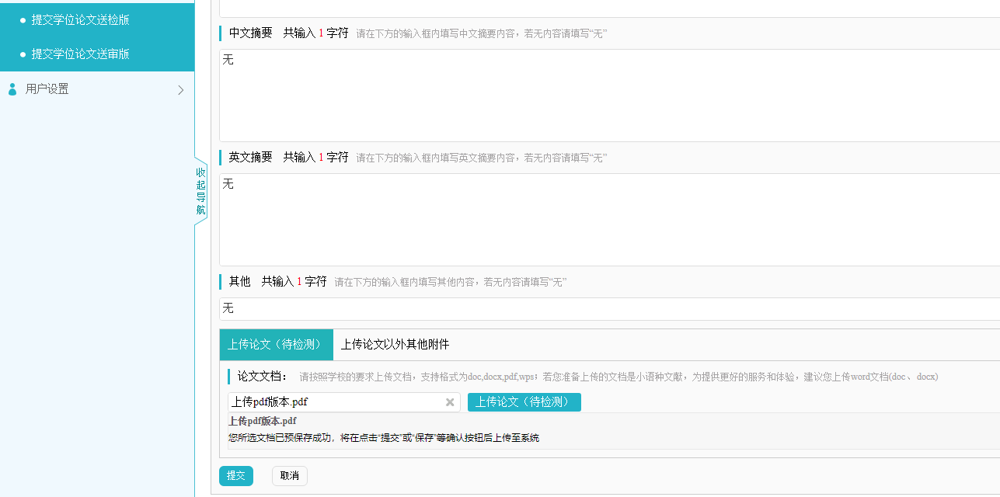 提交学位论文送检版
提交学位论文送审版
用户设置
收起导航
中文摘要 共输入 1 字符 请在下方的输入框内填写中文摘要内容，若无内容请填写“无”
无
英文摘要 共输入 1 字符 请在下方的输入框内填写英文摘要内容，若无内容请填写“无”
无
其他 共输入 1 字符 请在下方的输入框内填写其他内容，若无内容请填写“无”
无
上传论文（待检测） 上传论文以外其他附件
论文文档： 请按照学校的要求上传文档，支持格式为doc,docx,pdf,wps；若您准备上传的文档是小语种文献，为提供更好的服务和体验，建议您上传word文档(doc、docx)
上传pdf版本.pdf 上传论文（待检测）
上传pdf版本.pdf
您所选文档已预保存成功，将在点击“提交”或“保存”等确认按钮后上传至系统
提交 取消